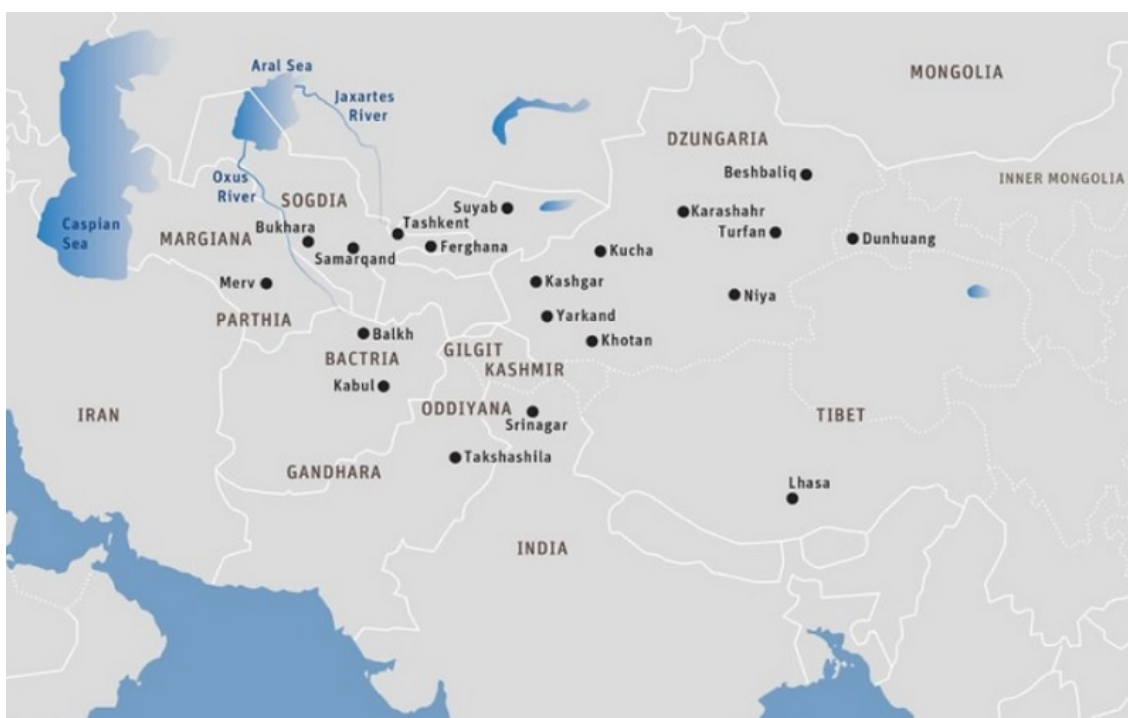 MONGOLIA
Aral Sea
Jaxartes
River
DZUNGARIA
Beshbaliq
INNER MONGOLIA
Oxus
River
SOGDIA
Suyab
Karashahr
Caspian
Sea
MARGIANA
Bukhara
Tashkent
Turfan
Dunhuang
Samarqand
Ferghana
Kucha
Merv
Kashgar
Niya
PARTHIA
Yarkand
Balkh
Khotan
BACTRIA
GILGIT
KASHMIR
Kabul
IRAN
ODDIYANA
Srinagar
TIBET
Takshashila
GANDHARA
Lhasa
INDIA